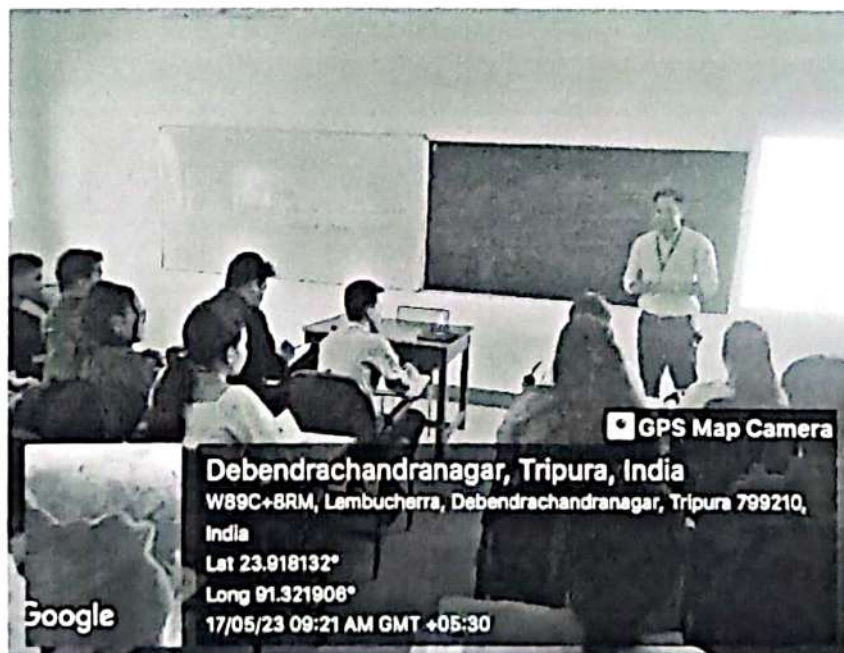 GPS Map Camera
Debendrachandranagar, Tripura, India
W89C+8RM, Lembucherra, Debendrachandranagar, Tripura 799210,
India
Lat 23.918132°
Long 91.321906°
17/05/23 09:21 AM GMT +05:30
Google